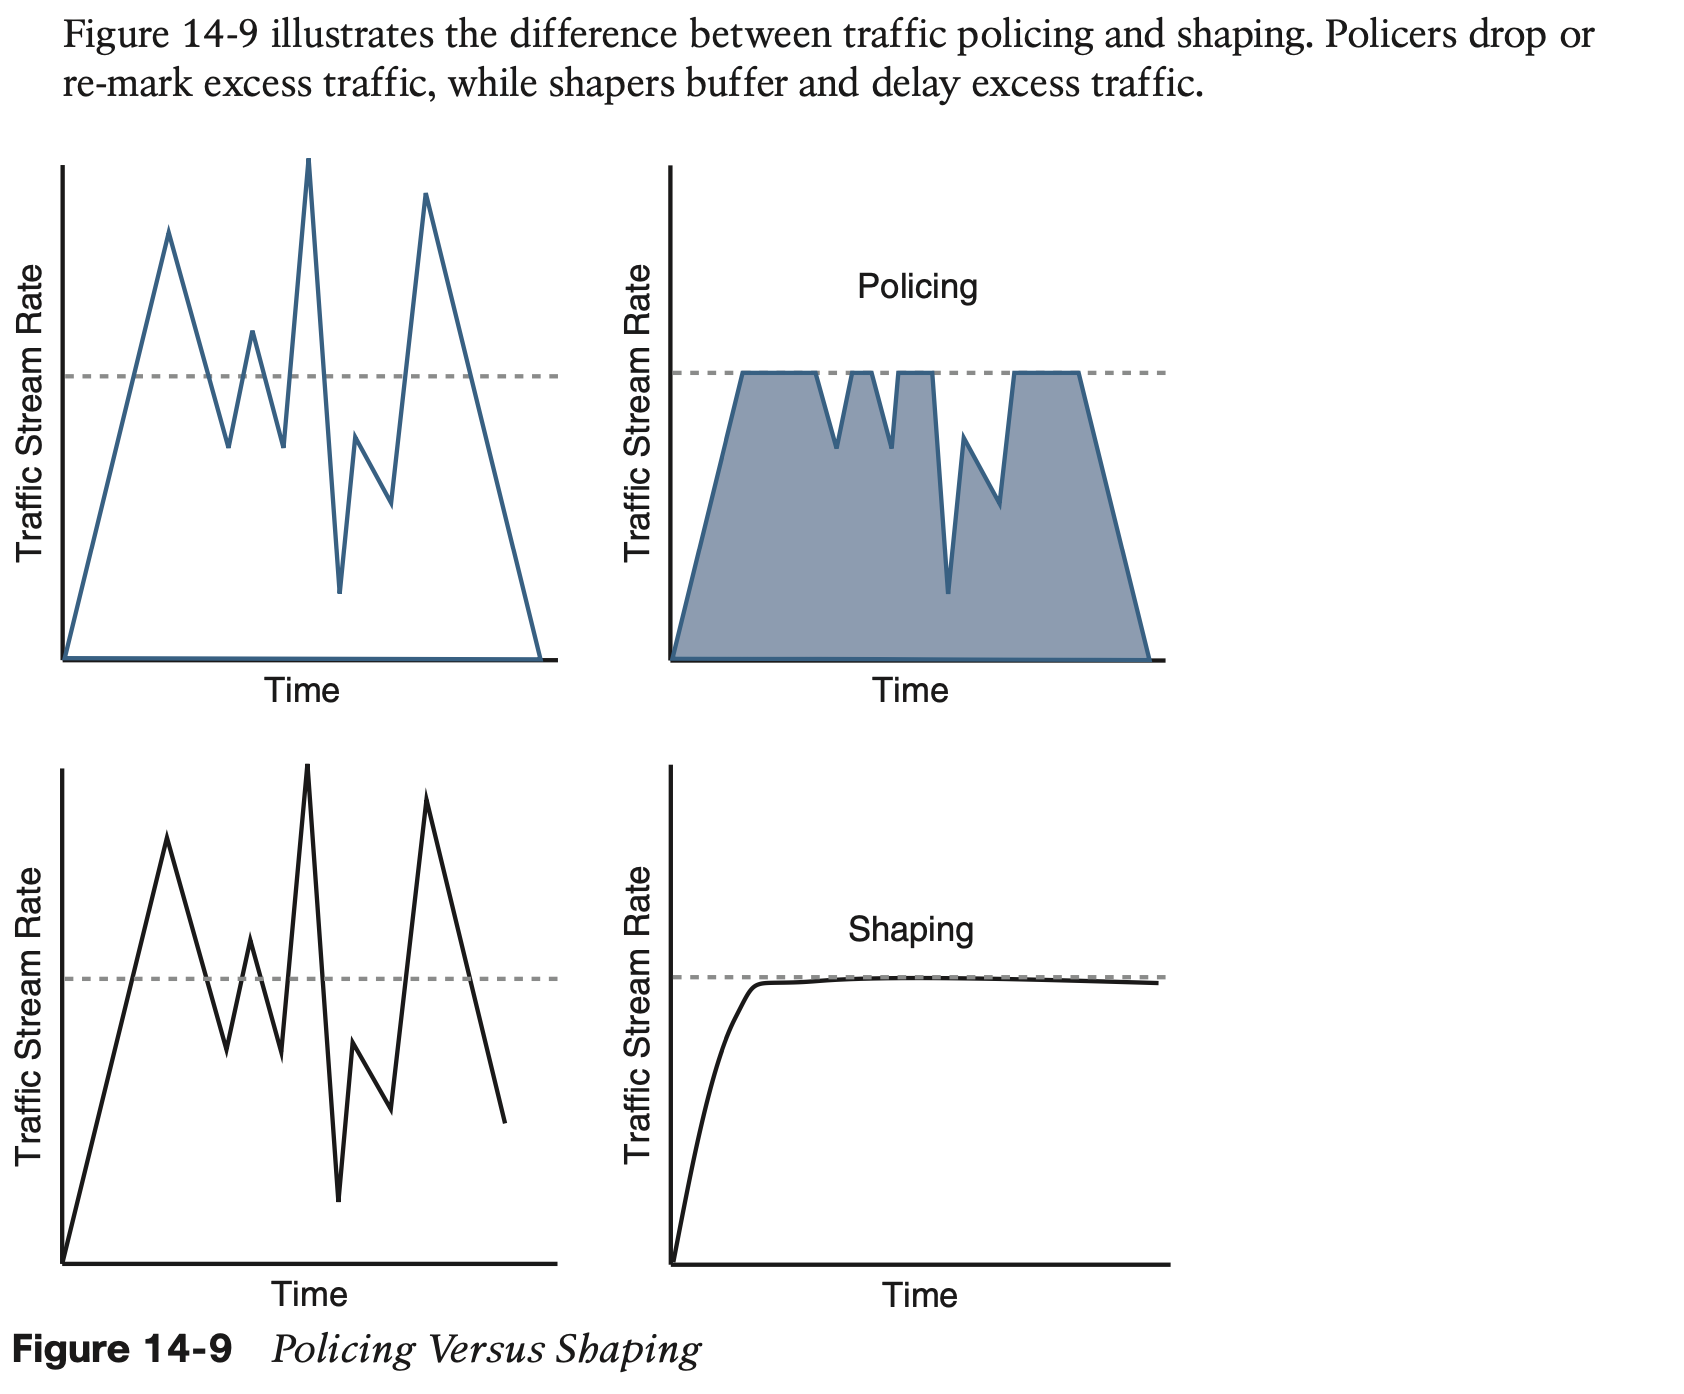 Figure 14-9 illustrates the difference between traffic policing and shaping. Policers drop or
re-mark excess traffic, while shapers buffer and delay excess traffic.
Traffic Stream Rate
Time
Traffic Stream Rate
Policing
Time
Traffic Stream Rate
Time
Traffic Stream Rate
Shaping
Time
Figure 14-9 Policing Versus Shaping